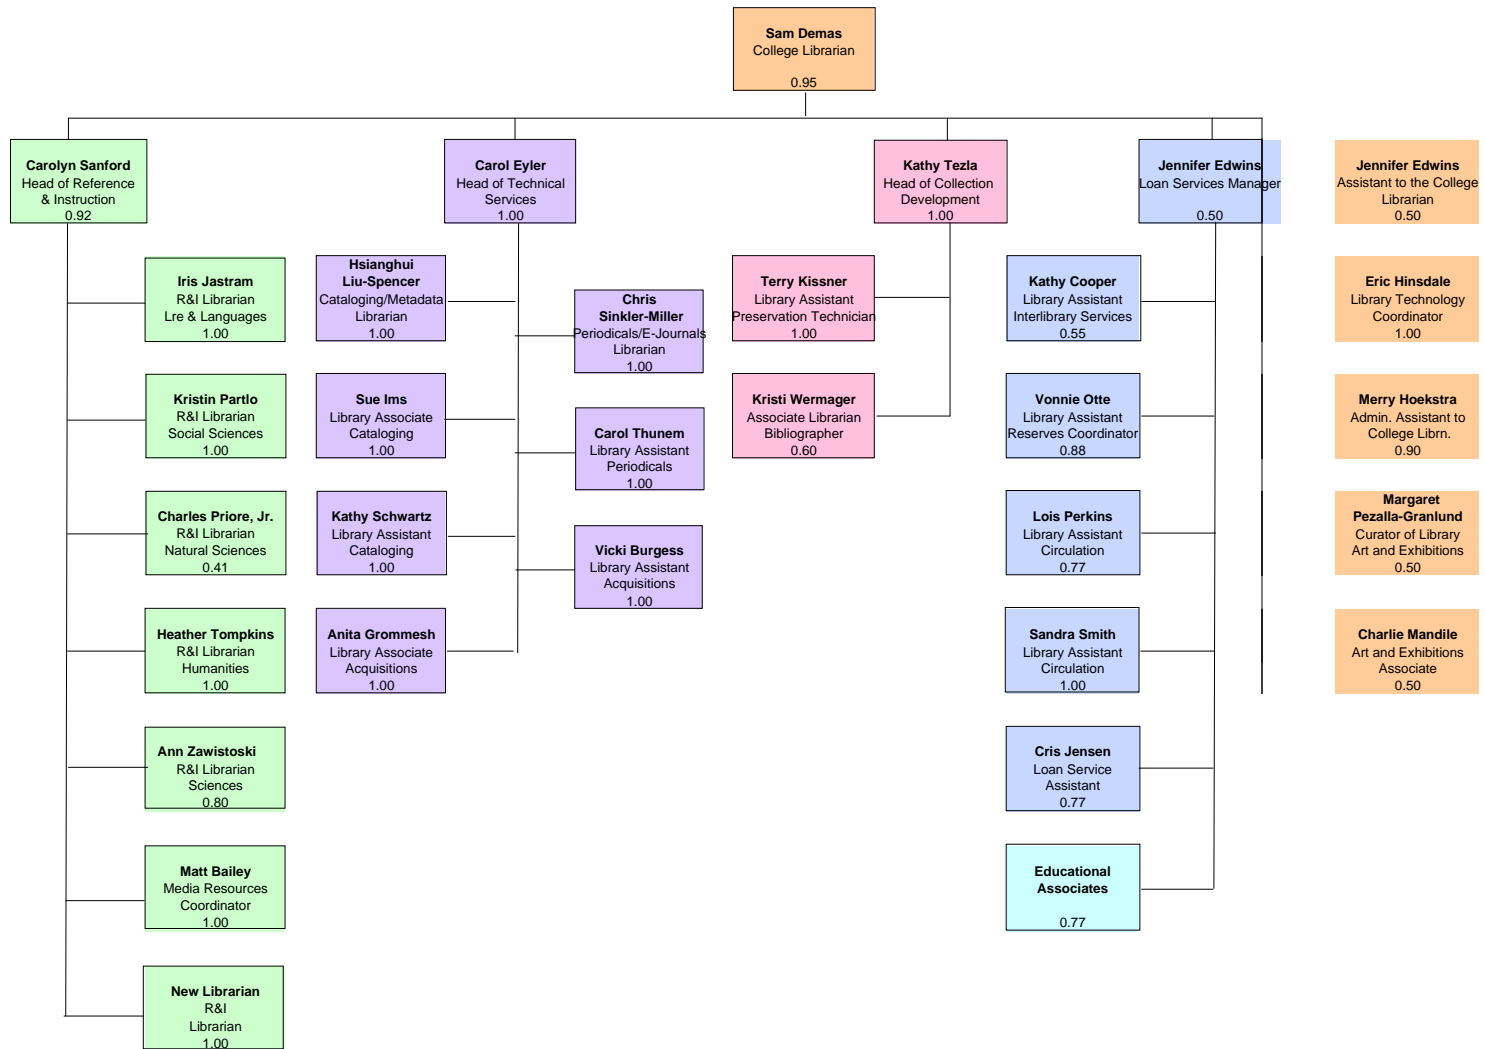 Sam Demas
College Librarian
0.95
Carolyn Sanford
Head of Reference
& Instruction
0.92
Carol Eyler
Head of Technical
Services
1.00
Kathy Tezla
Head of Collection
Development
1.00
Jennifer Edwins
Loan Services Manager
0.50
Jennifer Edwins
Assistant to the College
Librarian
0.50
Iris Jastram
R&I Librarian
Lre & Languages
1.00
Kristin Partlo
R&I Librarian
Social Sciences
1.00
Charles Priore, Jr.
R&I Librarian
Natural Sciences
0.41
Heather Tompkins
R&I Librarian
Humanities
1.00
Ann Zawistoski
R&I Librarian
Sciences
0.80
Matt Bailey
Media Resources
Coordinator
1.00
New Librarian
R&I
Librarian
1.00
Hsianghui
Liu-Spencer
Cataloging/Metadata
Librarian
1.00
Sue Ims
Library Associate
Cataloging
1.00
Kathy Schwartz
Library Assistant
Cataloging
1.00
Anita Grommesh
Library Associate
Acquisitions
1.00
Chris
Sinkler-Miller
Periodicals/E-Journals
Librarian
1.00
Carol Thunem
Library Assistant
Periodicals
1.00
Vicki Burgess
Library Assistant
Acquisitions
1.00
Terry Kissner
Library Assistant
Preservation Technician
1.00
Kristi Wermager
Associate Librarian
Bibliographer
0.60
Kathy Cooper
Library Assistant
Interlibrary Services
0.55
Vonnie Otte
Library Assistant
Reserves Coordinator
0.88
Lois Perkins
Library Assistant
Circulation
0.77
Sandra Smith
Library Assistant
Circulation
1.00
Cris Jensen
Loan Service
Assistant
0.77
Educational
Associates
0.77
Eric Hinsdale
Library Technology
Coordinator
1.00
Merry Hoekstra
Admin. Assistant to
College Librn.
0.90
Margaret
Pezalla-Granlund
Curator of Library
Art and Exhibitions
0.50
Charlie Mandile
Art and Exhibitions
Associate
0.50